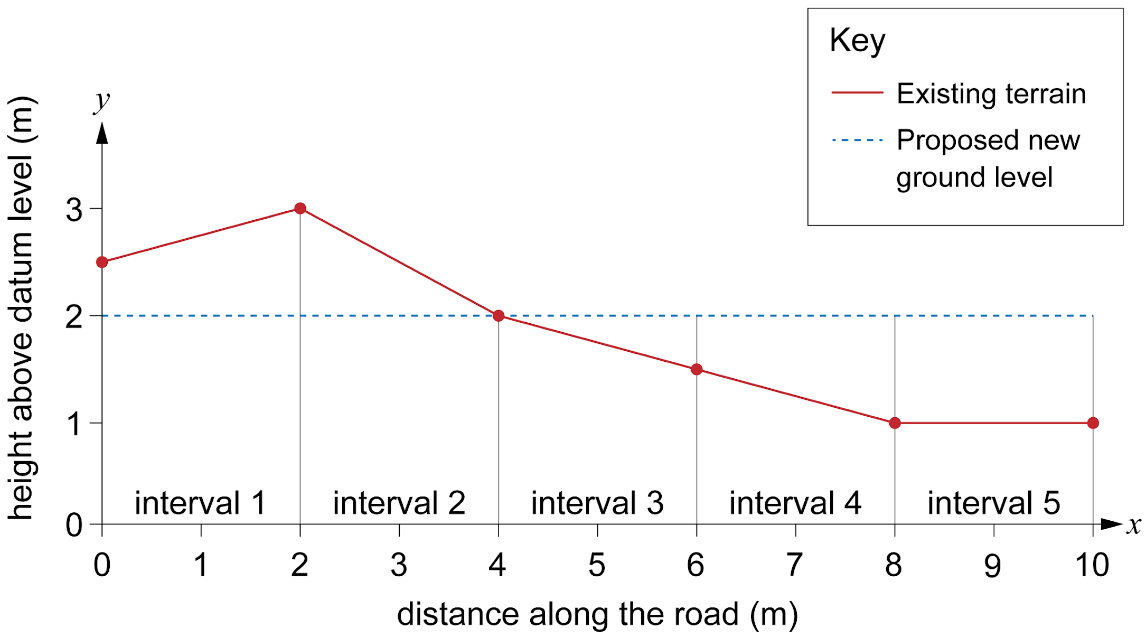 Key
Existing terrain
Proposed new
ground level
y
height above datum level (m)
3
2
1
0
interval 1 interval 2 interval 3 interval 4 interval 5
x
0 1 2 3 4 5 6 7 8 9 10
distance along the road (m)